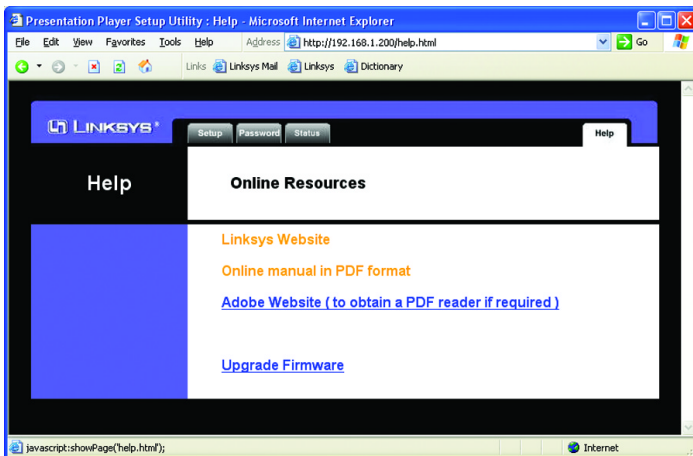 Presentation Player Setup Utility : Help - Microsoft Internet Explorer
File Edit View Favorites Tools Help Address http://192.168.1.200/help.html Go
Links Linksys Mail Linksys Dictionary
LINKSYS® Setup Password Status Help
Help Online Resources
Linksys Website
Online manual in PDF format
Adobe Website ( to obtain a PDF reader if required )
Upgrade Firmware
javascript:showPage('help.html'); Internet